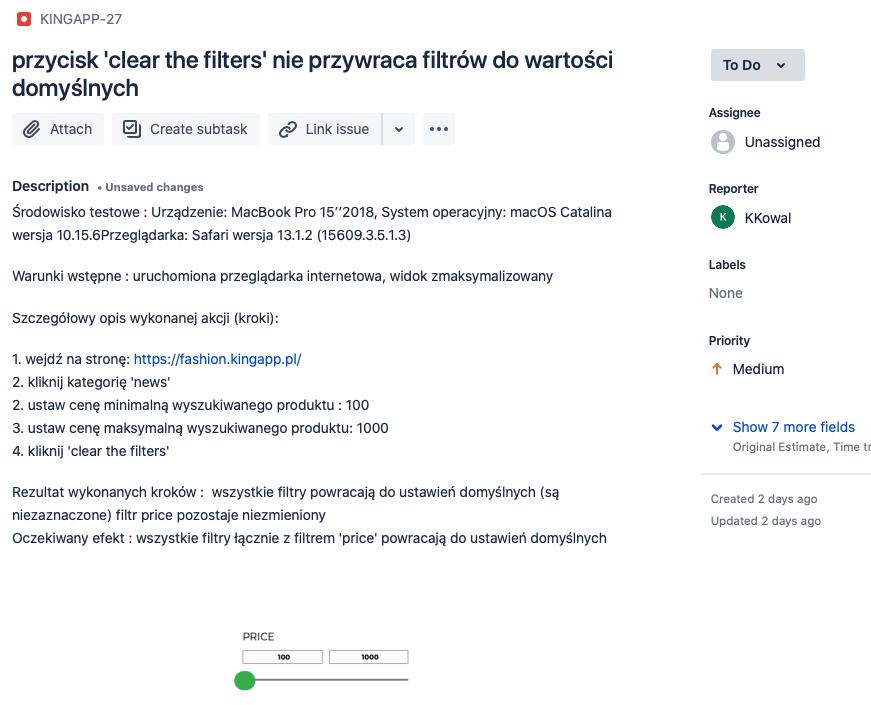 KINGAPP-27
przycisk 'clear the filters' nie przywraca filtrów do wartości
domyślnych
Attach
Create subtask
Link issue
Description • Unsaved changes
Środowisko testowe : Urządzenie: MacBook Pro 15’’2018, System operacyjny: macOS Catalina
wersja 10.15.6Przeglądarka: Safari wersja 13.1.2 (15609.3.5.1.3)
Warunki wstępne : uruchomiona przeglądarka internetowa, widok zmaksymalizowany
Szczegółowy opis wykonanej akcji (kroki):
1. wejdź na stronę: https://fashion.kingapp.pl/
2. kliknij kategorię 'news'
2. ustaw cenę minimalną wyszukiwanego produktu : 100
3. ustaw cenę maksymalną wyszukiwanego produktu: 1000
4. kliknij 'clear the filters'
Rezultat wykonanych kroków :  wszystkie filtry powracają do ustawień domyślnych (są
niezaznaczone) filtr price pozostaje niezmieniony
Oczekiwany efekt : wszystkie filtry łącznie z filtrem 'price' powracają do ustawień domyślnych
PRICE
100 1000
To Do
Assignee
Unassigned
Reporter
K KKowal
Labels
None
Priority
Medium
Show 7 more fields
Original Estimate, Time tr
Created 2 days ago
Updated 2 days ago